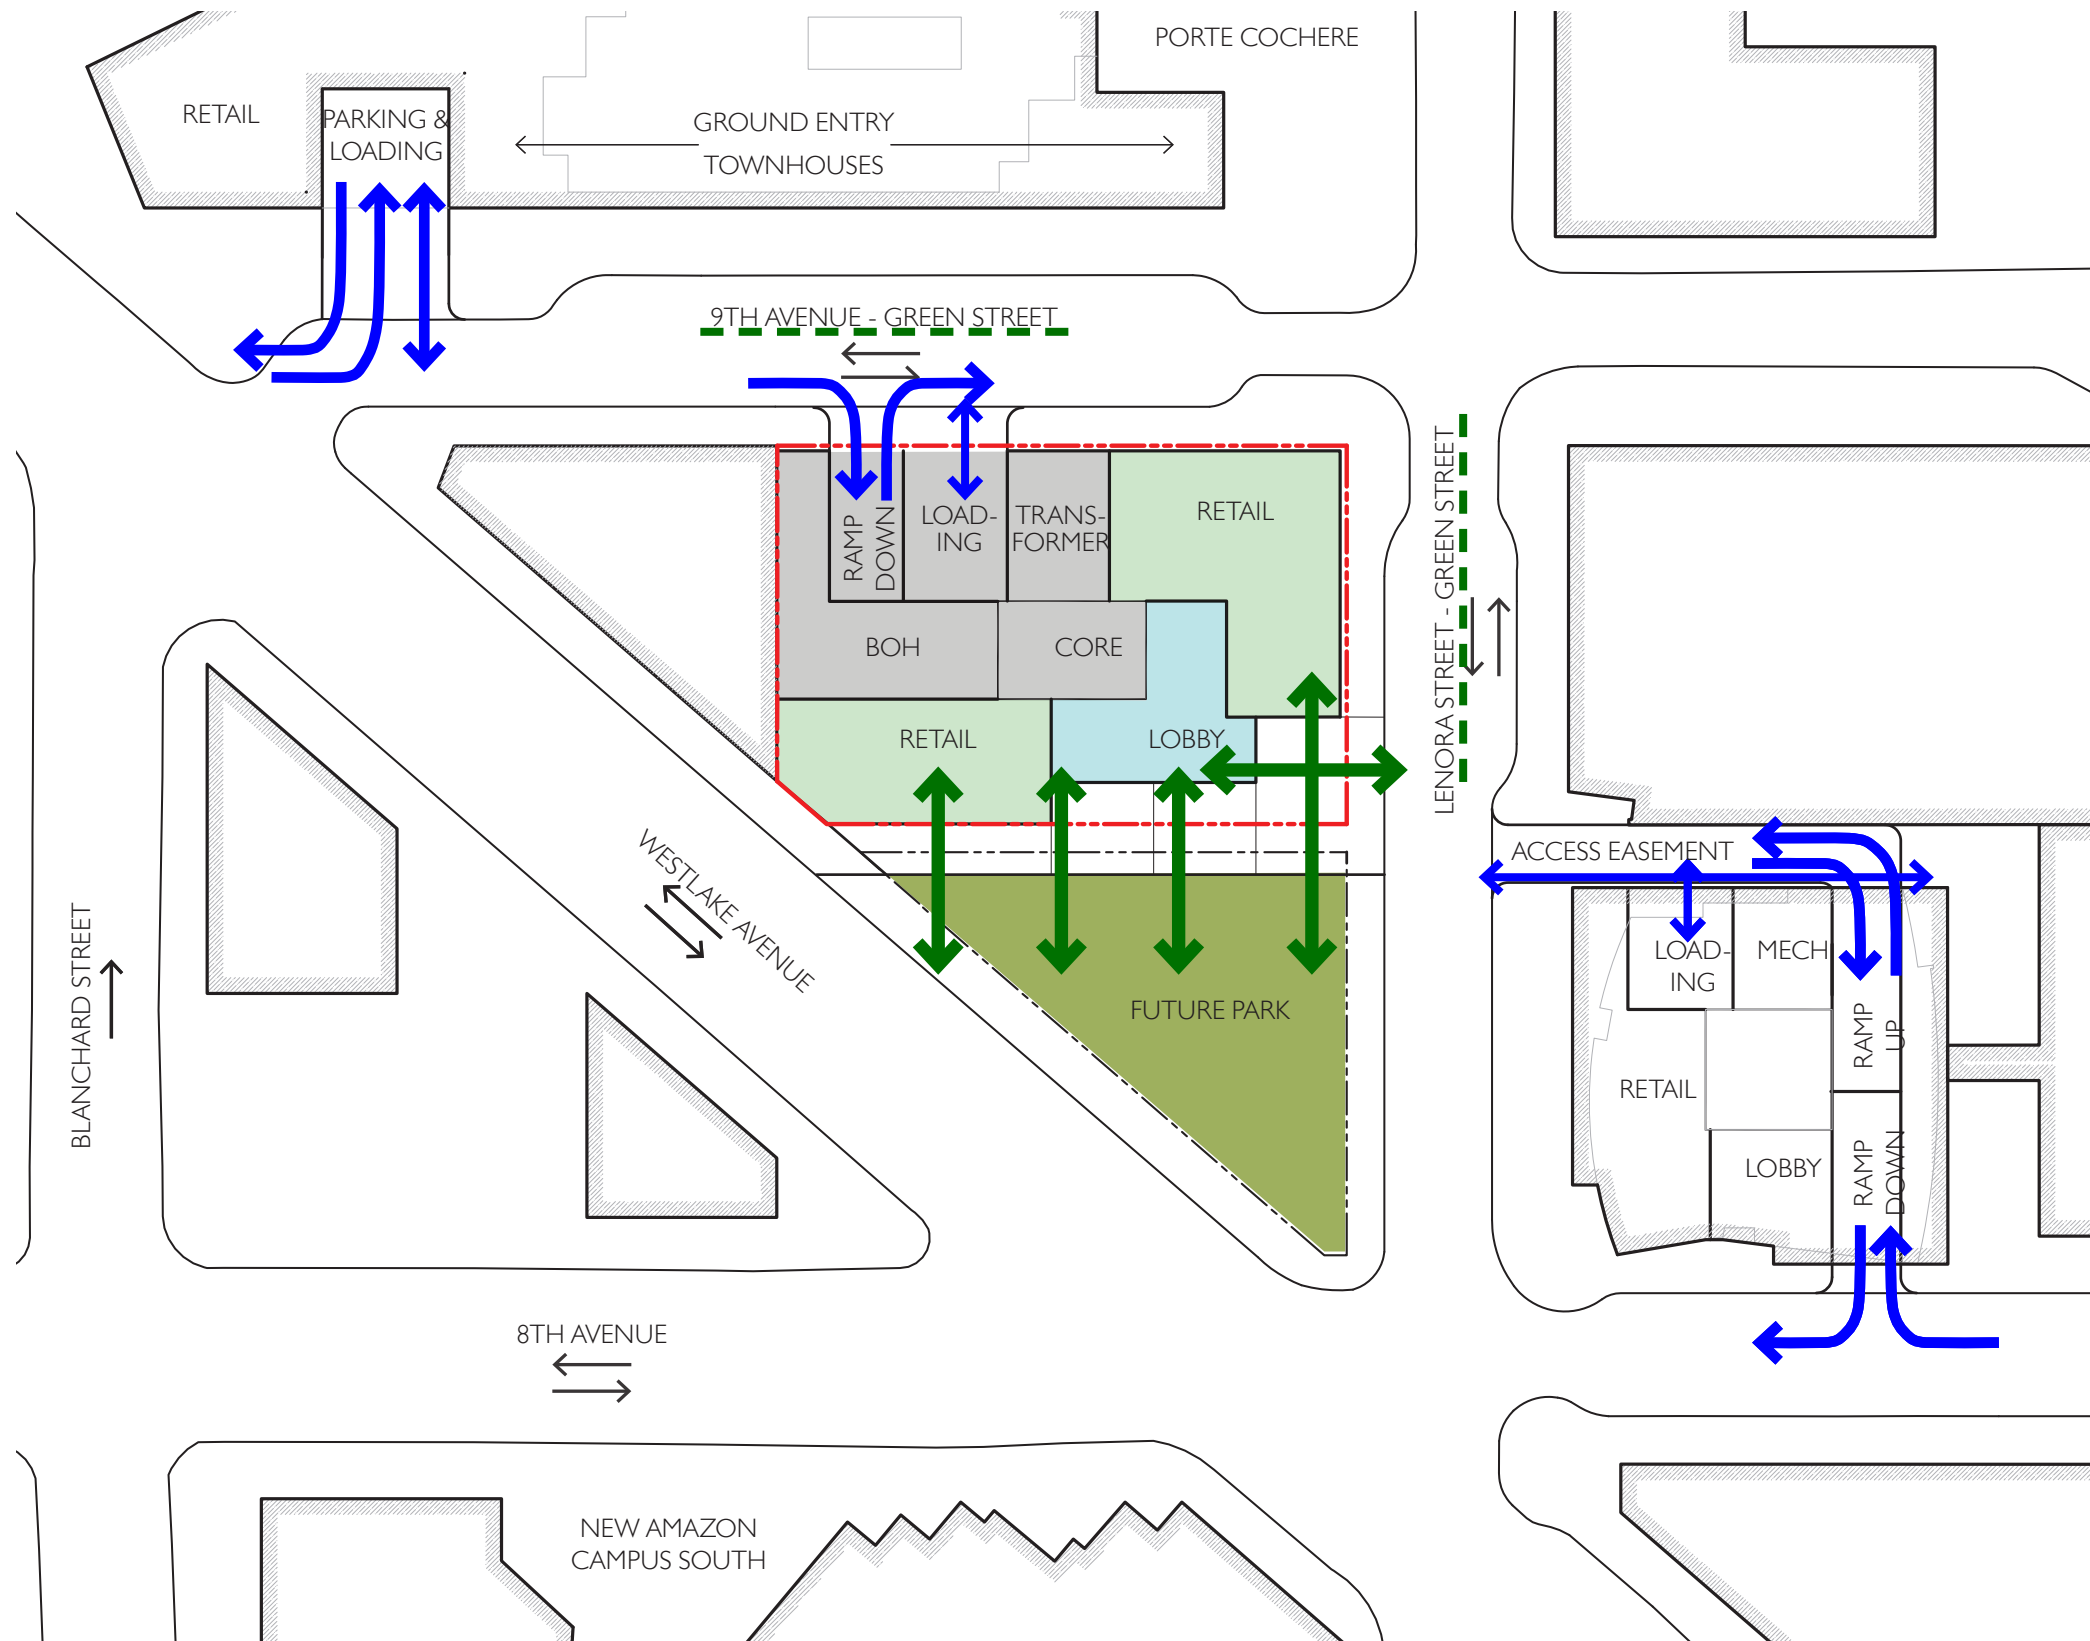 PORTE COCHERE
RETAIL
PARKING &
LOADING
GROUND ENTRY
TOWNHOUSES
9TH AVENUE - GREEN STREET
RAMP
DOWN
LOAD-
ING
TRANS-
FORMER
RETAIL
BOH
CORE
RETAIL
LOBBY
LENORA STREET - GREEN STREET
ACCESS EASEMENT
WESTLAKE AVENUE
BLANCHARD STREET
FUTURE PARK
LOAD-
ING
MECH
RAMP
UP
RETAIL
LOBBY
RAMP
DOWN
8TH AVENUE
NEW AMAZON
CAMPUS SOUTH